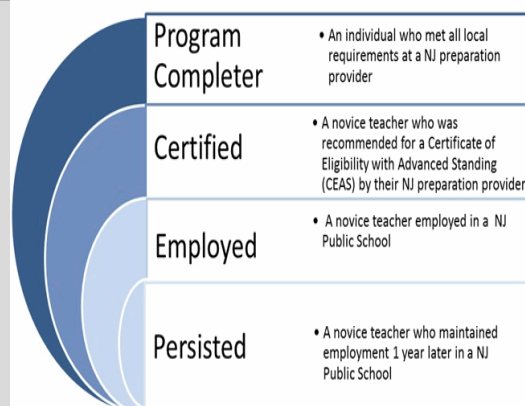 Program
Completer
• An individual who met all local
requirements at a NJ preparation
provider
Certified
• A novice teacher who was
recommended for a Certificate of
Eligibility with Advanced Standing
(CEAS) by their NJ preparation provider
Employed
• A novice teacher employed in a NJ
Public School
Persisted
• A novice teacher who maintained
employment 1 year later in a NJ
Public School